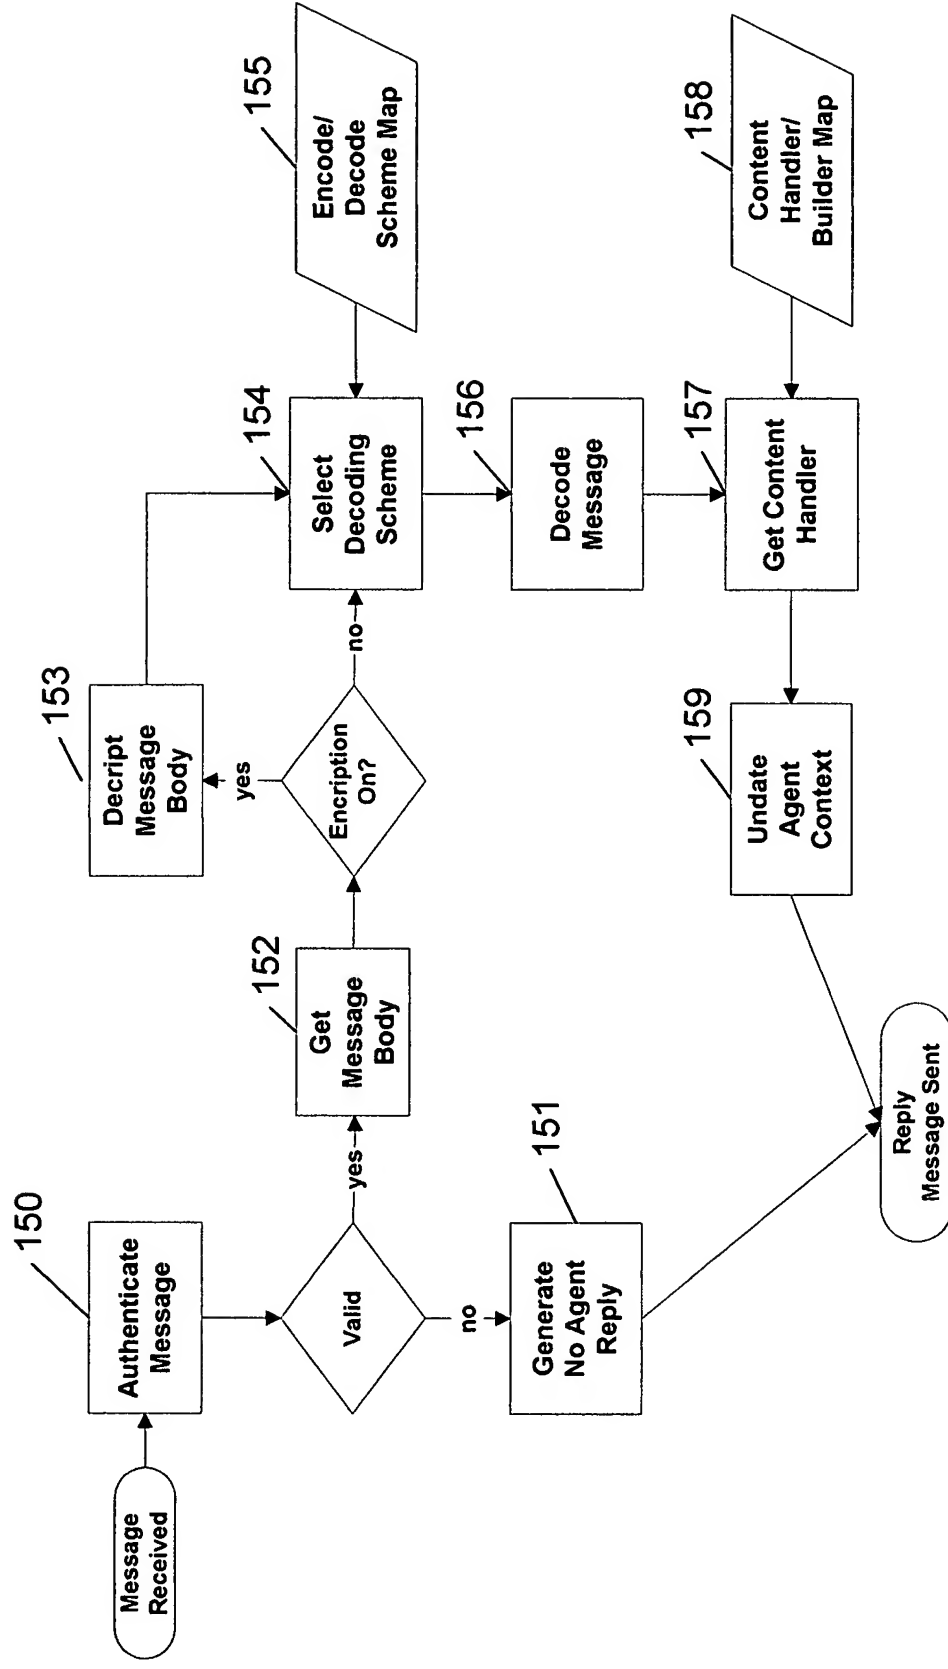 Message
Received
150
Authenticate
Message
Valid
yes
no
151
Generate
No Agent
Reply
152
Get
Message
Body
Encription
On?
yes
no
153
Decript
Message
Body
154
Select
Decoding
Scheme
155
Encode/
Decode
Scheme Map
156
Decode
Message
157
Get Content
Handler
158
Content
Handler/
Builder Map
159
Undate
Agent
Context
Reply
Message Sent